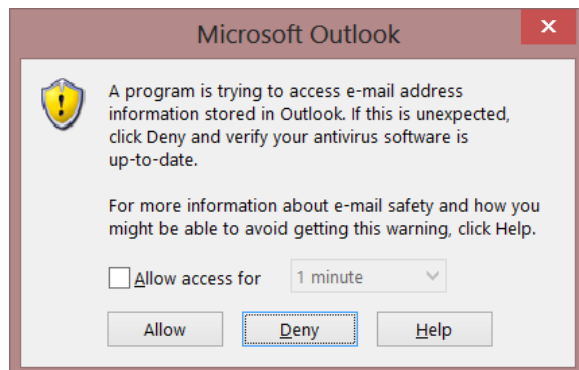 Microsoft Outlook
x
A program is trying to access e-mail address
information stored in Outlook. If this is unexpected,
click Deny and verify your antivirus software is
up-to-date.
For more information about e-mail safety and how you
might be able to avoid getting this warning, click Help.
Allow access for 1 minute
Allow Deny Help